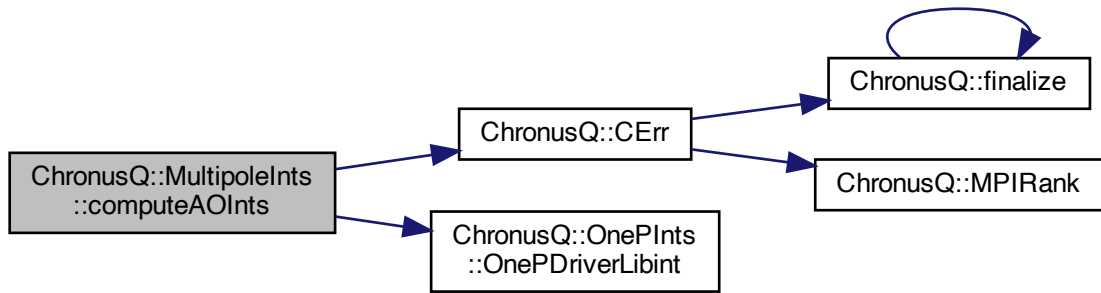 ChronusQ::MultipoleInts
::computeAOInts
ChronusQ::CErr
ChronusQ::OnePInts
::OnePDriverLibint
ChronusQ::finalize
ChronusQ::MPIRank